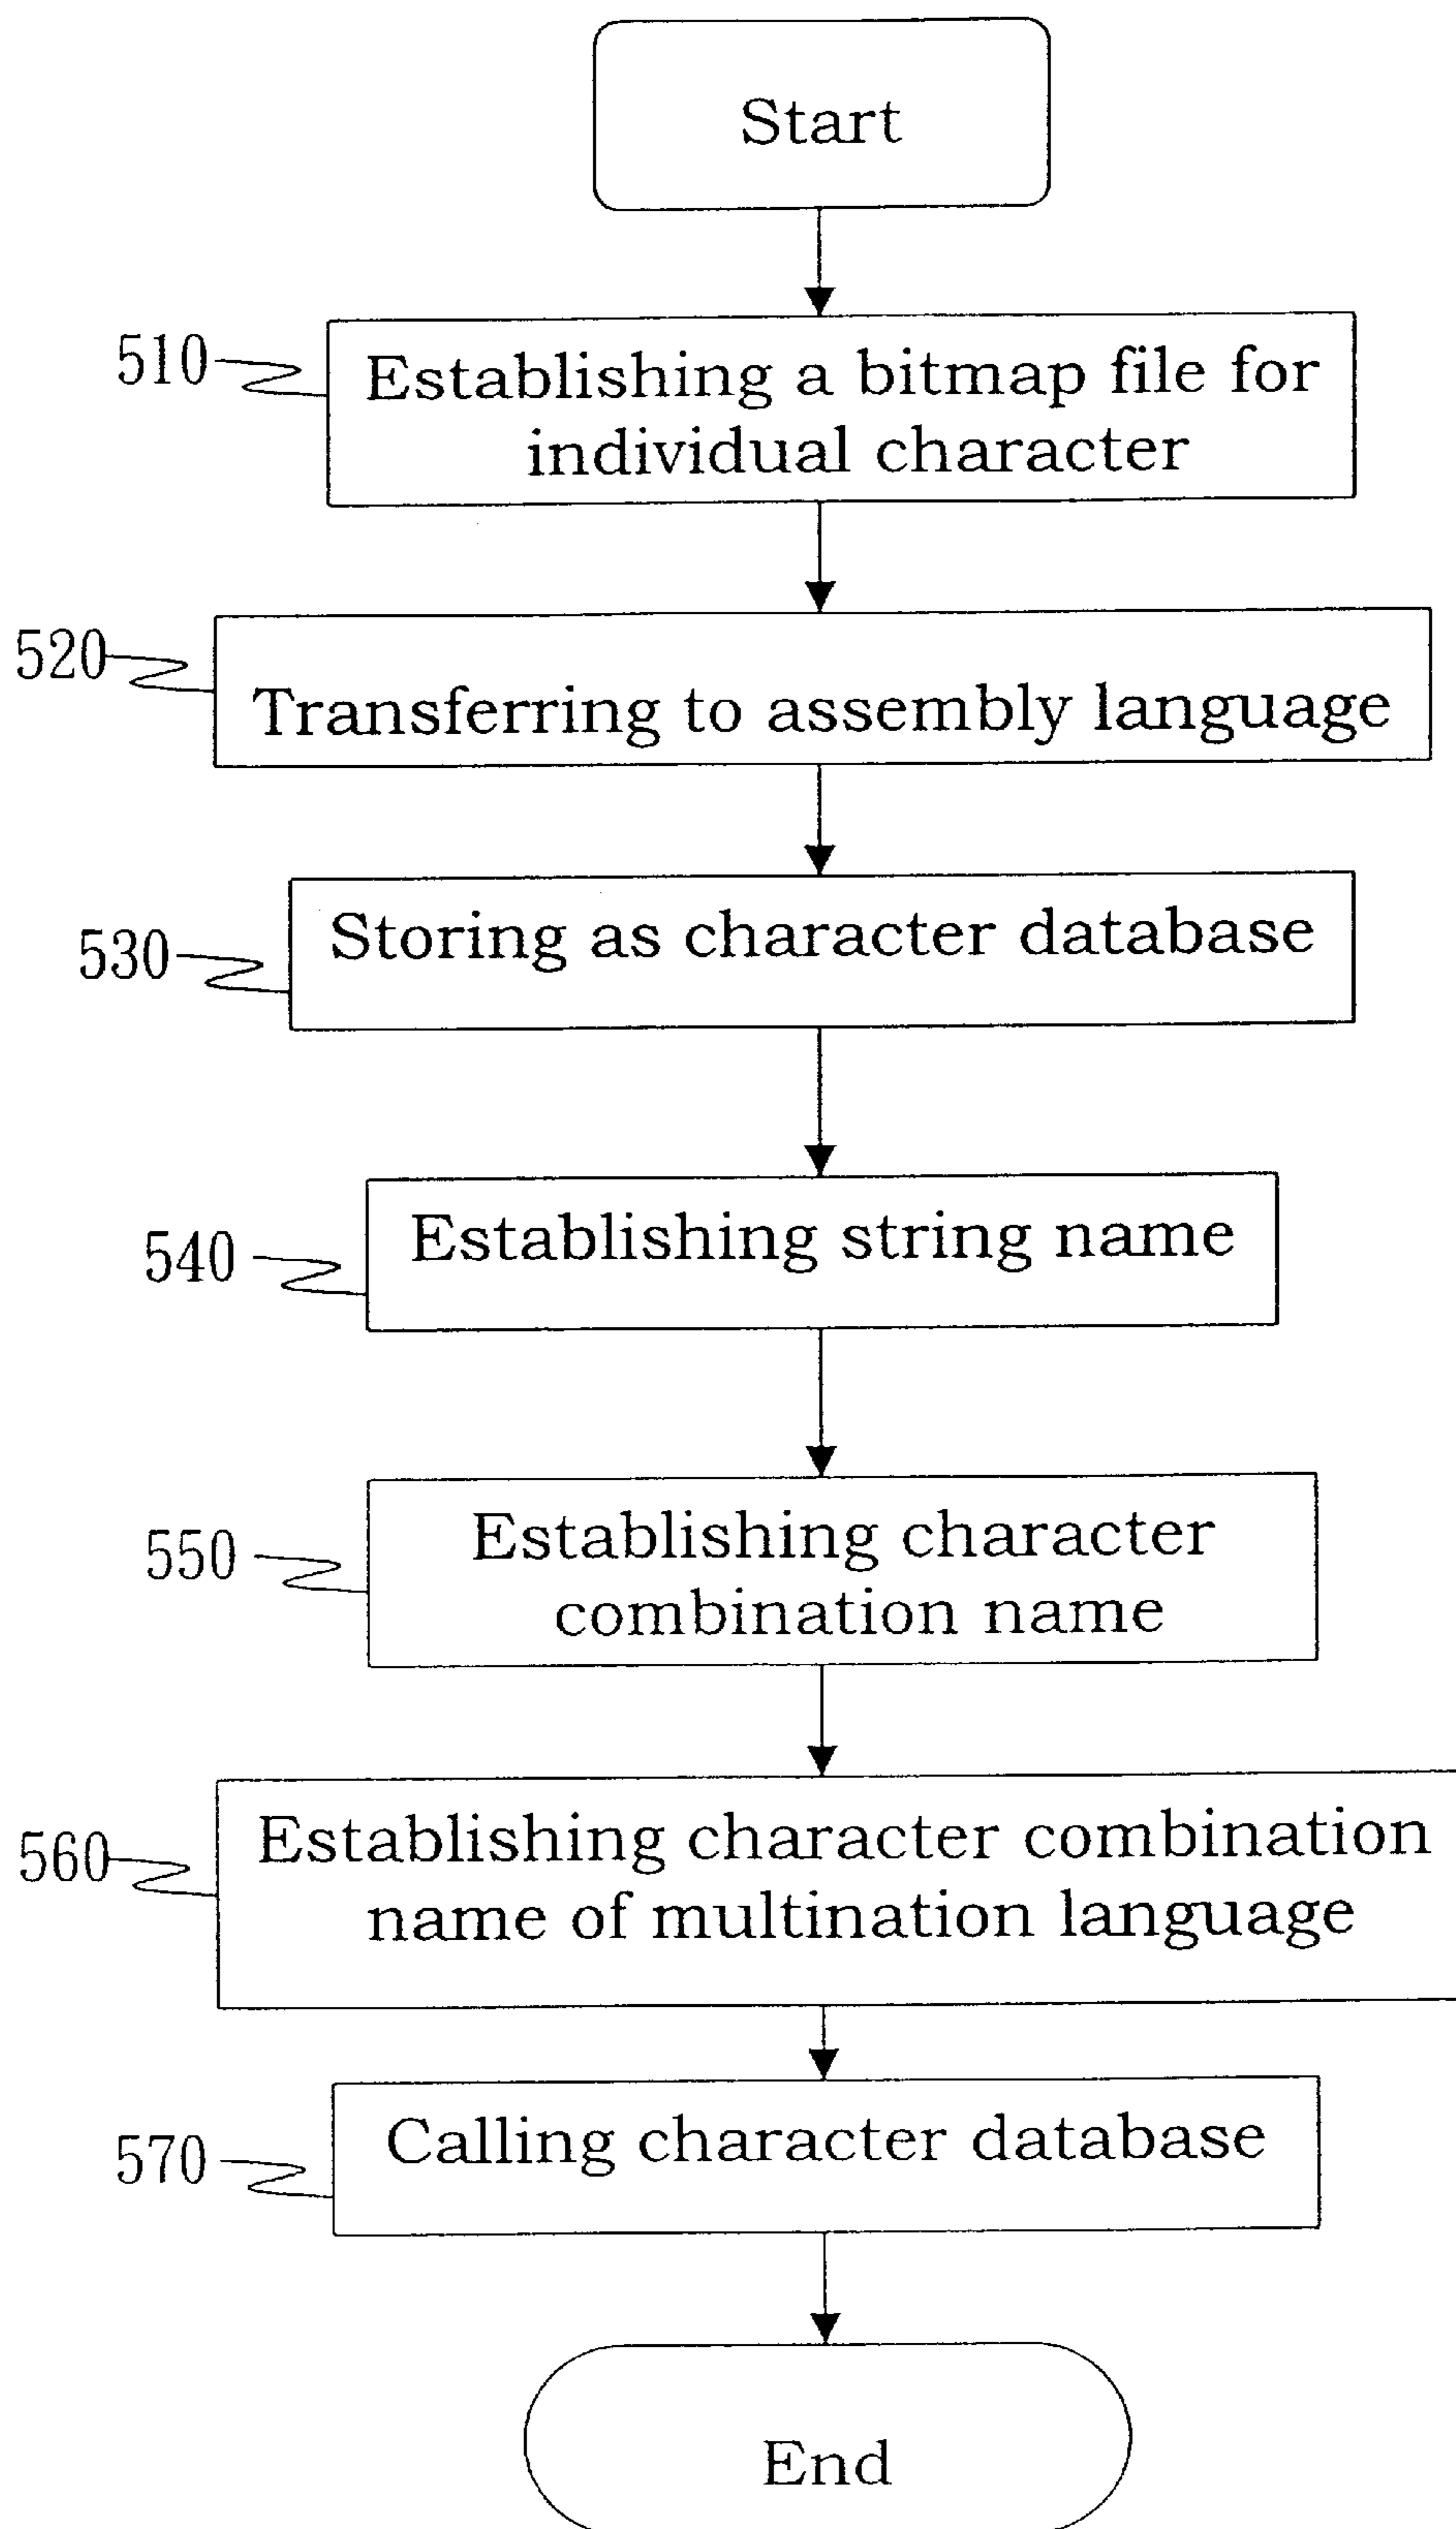 Start
510
Establishing a bitmap file for
individual character
520
Transferring to assembly language
530
Storing as character database
540
Establishing string name
550
Establishing character
combination name
560
Establishing character combination
name of multination language
570
Calling character database
End